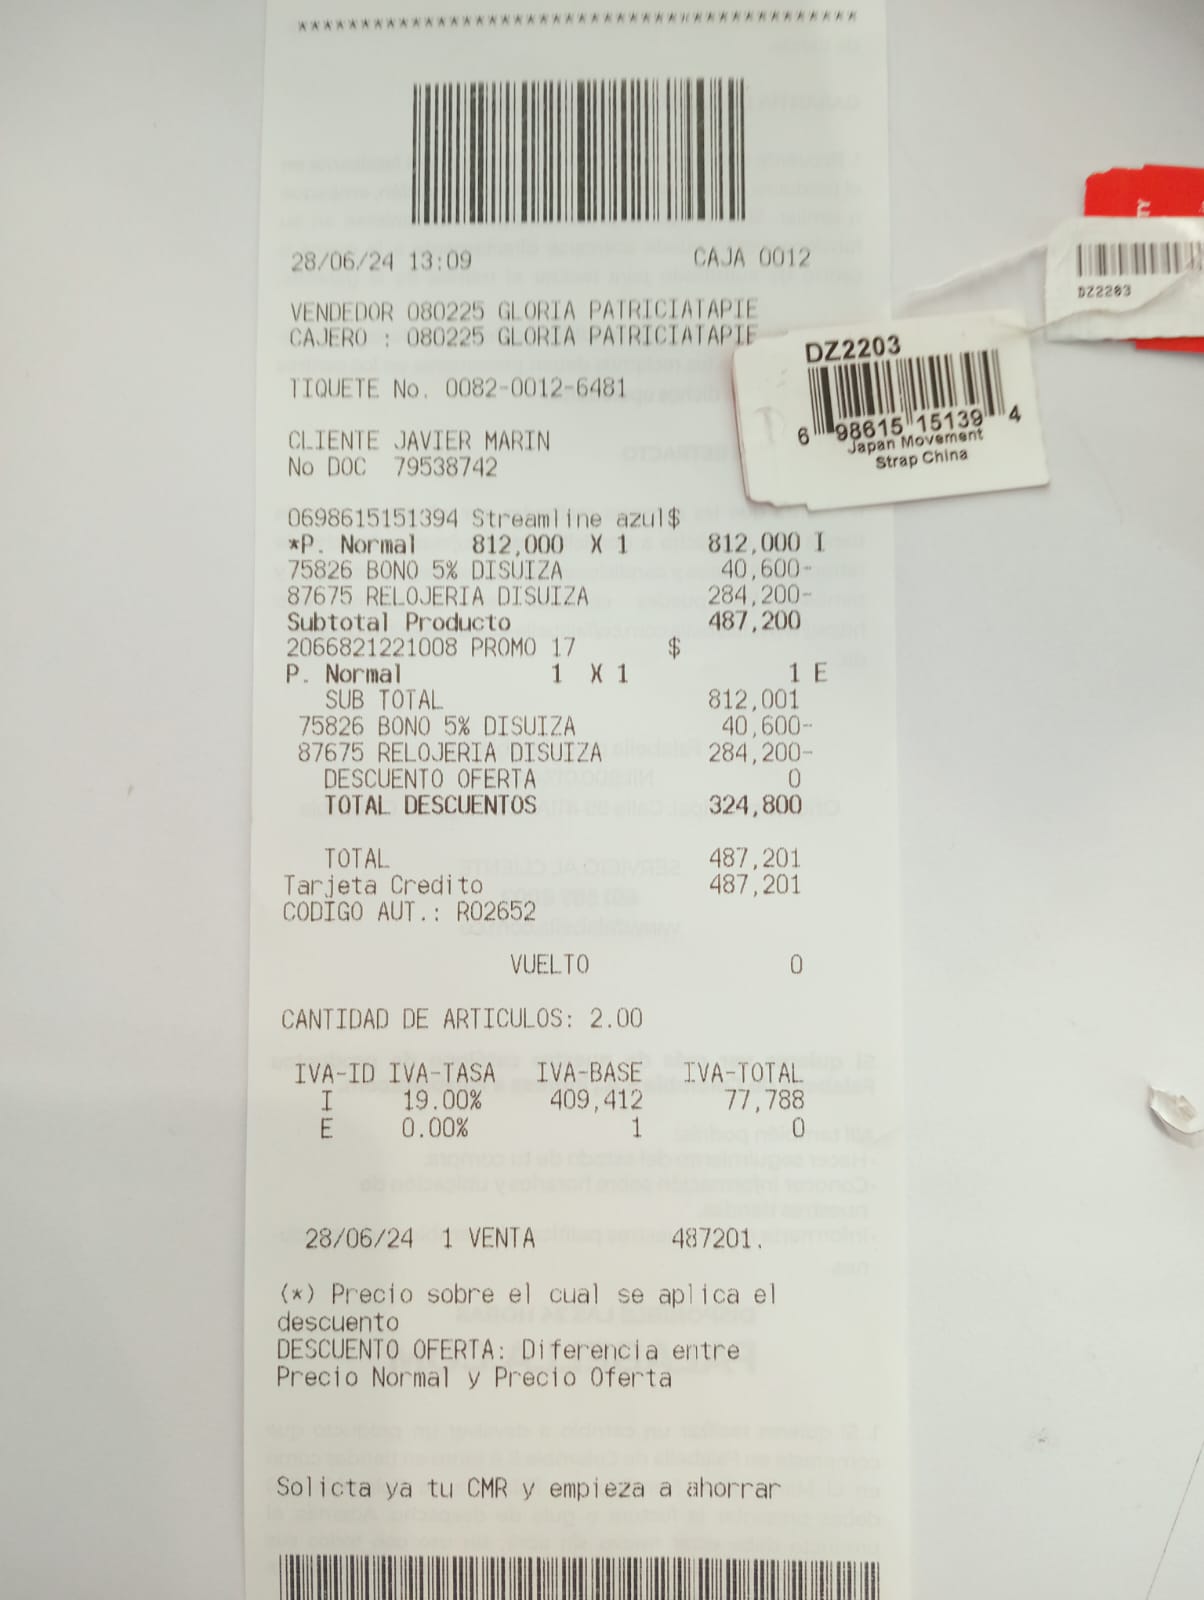 ********************************************
28/06/24 13:09 CAJA 0012
VENDEDOR 080225 GLORIA PATRICIATAPIE
CAJERO : 080225 GLORIA PATRICIATAPIE
TIQUETE No. 0082-0012-6481
CLIENTE JAVIER MARIN
No DOC 79538742
0698615151394 Streamline azul$
*P. Normal 812,000 X 1 812,000 I
75826 BONO 5% DISUIZA 40,600-
87675 RELOJERIA DISUIZA 284,200-
Subtotal Producto 487,200
2066821221008 PROMO 17 $
P. Normal 1 X 1 1 E
SUB TOTAL 812,001
75826 BONO 5% DISUIZA 40,600-
87675 RELOJERIA DISUIZA 284,200-
DESCUENTO OFERTA 0
TOTAL DESCUENTOS 324,800
TOTAL 487,201
Tarjeta Credito 487,201
CODIGO AUT.: R02652
VUELTO 0
CANTIDAD DE ARTICULOS: 2.00
IVA-ID IVA-TASA IVA-BASE IVA-TOTAL
I 19.00% 409,412 77,788
E 0.00% 1 0
28/06/24 1 VENTA 487201.
(*) Precio sobre el cual se aplica el
descuento
DESCUENTO OFERTA: Diferencia entre
Precio Normal y Precio Oferta
Solicta ya tu CMR y empieza a ahorrar
DZ2203
6 98615 15139 4
Japan Movement
Strap China
DZ2203